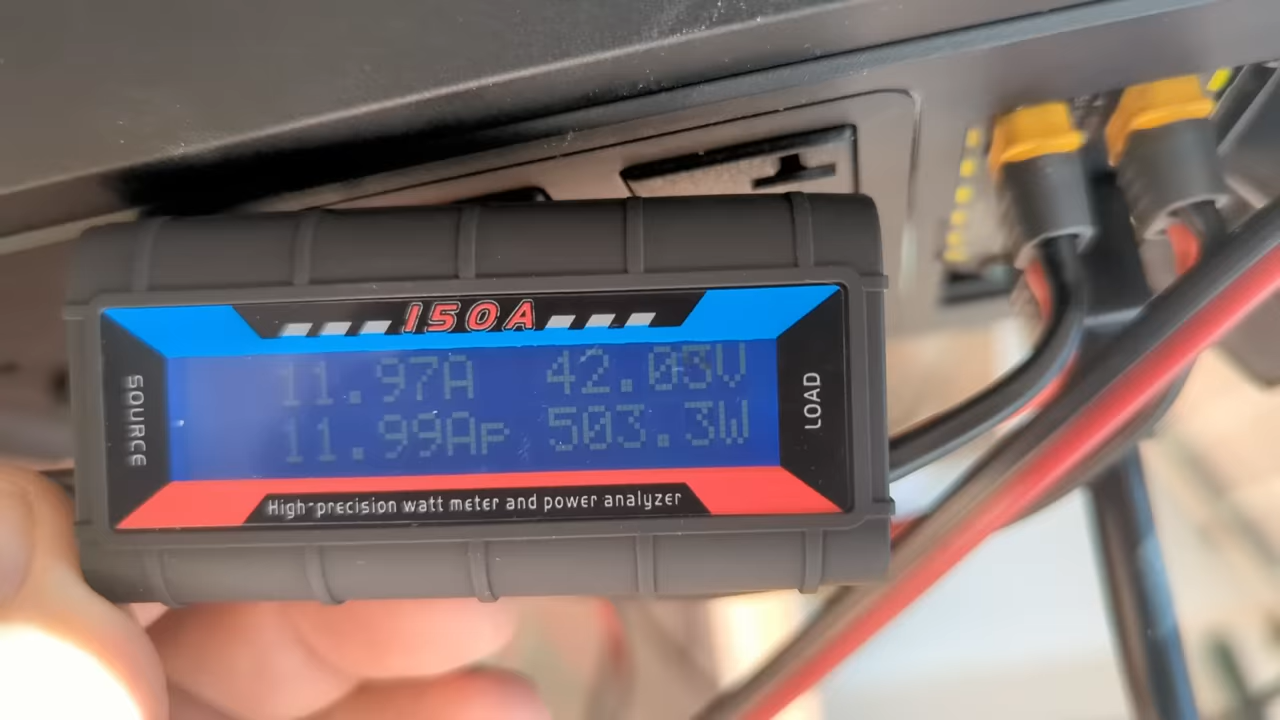 150A
SOURCE
11.97A 42.03V
11.99Ap 503.3W
LOAD
High-precision watt meter and power analyzer